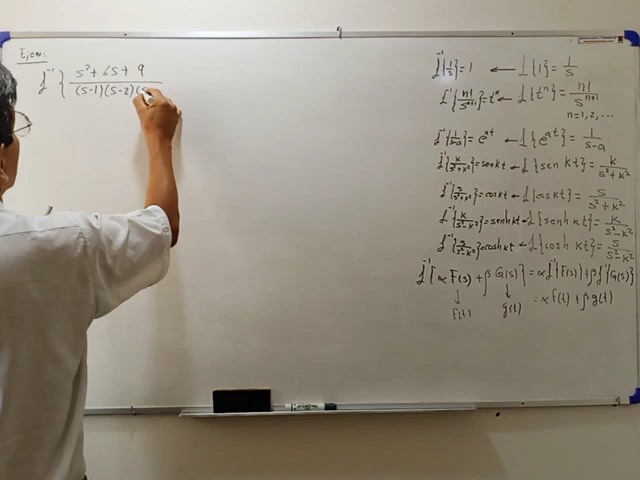 Ejem:
ℒ⁻¹ { s² + 6s + 9 / (s-1)(s-2)(s
ℒ⁻¹{1/s} = 1 ← ℒ{1} = 1/s
ℒ⁻¹{n!/sⁿ⁺¹} = tⁿ ← ℒ{tⁿ} = n!/sⁿ⁺¹
n=1, 2, ...
ℒ⁻¹{1/(s-a)} = eᵃᵗ ← ℒ{eᵃᵗ} = 1/(s-a)
ℒ⁻¹{k/(s²+k²)} = sen kt ← ℒ{sen kt} = k/(s²+k²)
ℒ⁻¹{s/(s²+k²)} = cos kt ← ℒ{cos kt} = s/(s²+k²)
ℒ⁻¹{k/(s²-k²)} = senh kt ← ℒ{senh kt} = k/(s²-k²)
ℒ⁻¹{s/(s²-k²)} = cosh kt ← ℒ{cosh kt} = s/(s²-k²)
ℒ⁻¹{α F(s) + β G(s)} = α ℒ⁻¹{F(s)} + β ℒ⁻¹{G(s)}
↓ ↓ = α f(t) + β g(t)
f(t) g(t)